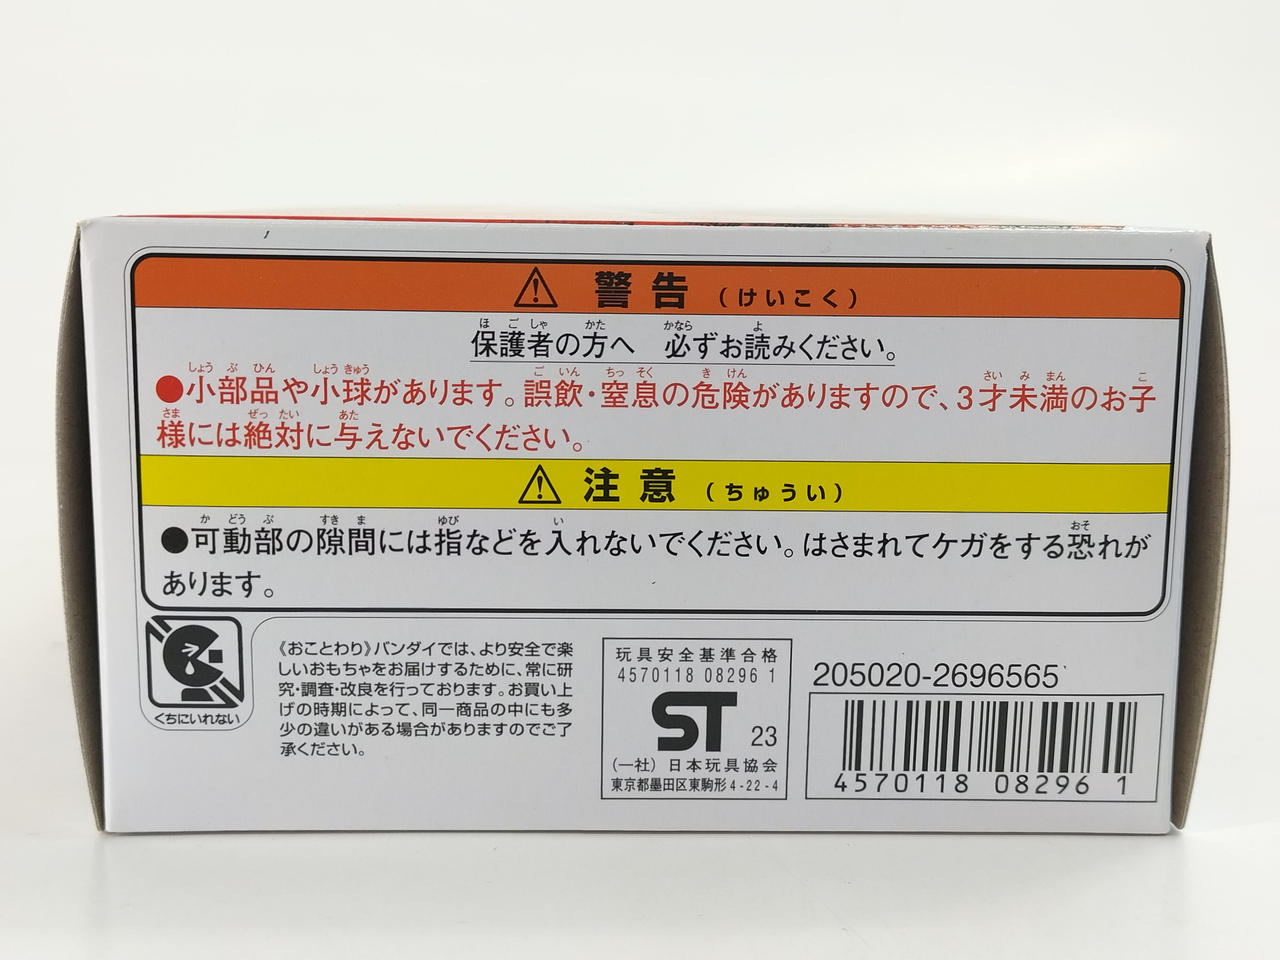 ⚠ 警告 (けいこく)
保護者の方へ 必ずお読みください。
●小部品や小球があります。誤飲・窒息の危険がありますので、3才未満のお子
様には絶対に与えないでください。
⚠ 注意 (ちゅうい)
●可動部の隙間には指などを入れないでください。はさまれてケガをする恐れが
あります。
くちにいれない
《おことわり》バンダイでは、より安全で楽
しいおもちゃをお届けするために、常に研
究・調査・改良を行っております。お買い上
げの時期によって、同一商品の中にも多
少の違いがある場合がありますのでご了
承ください。
玩具安全基準合格
4570118 08296 1
ST 23
(一社) 日本玩具協会
東京都墨田区東駒形4-22-4
205020-2696565
4570118 08296 1